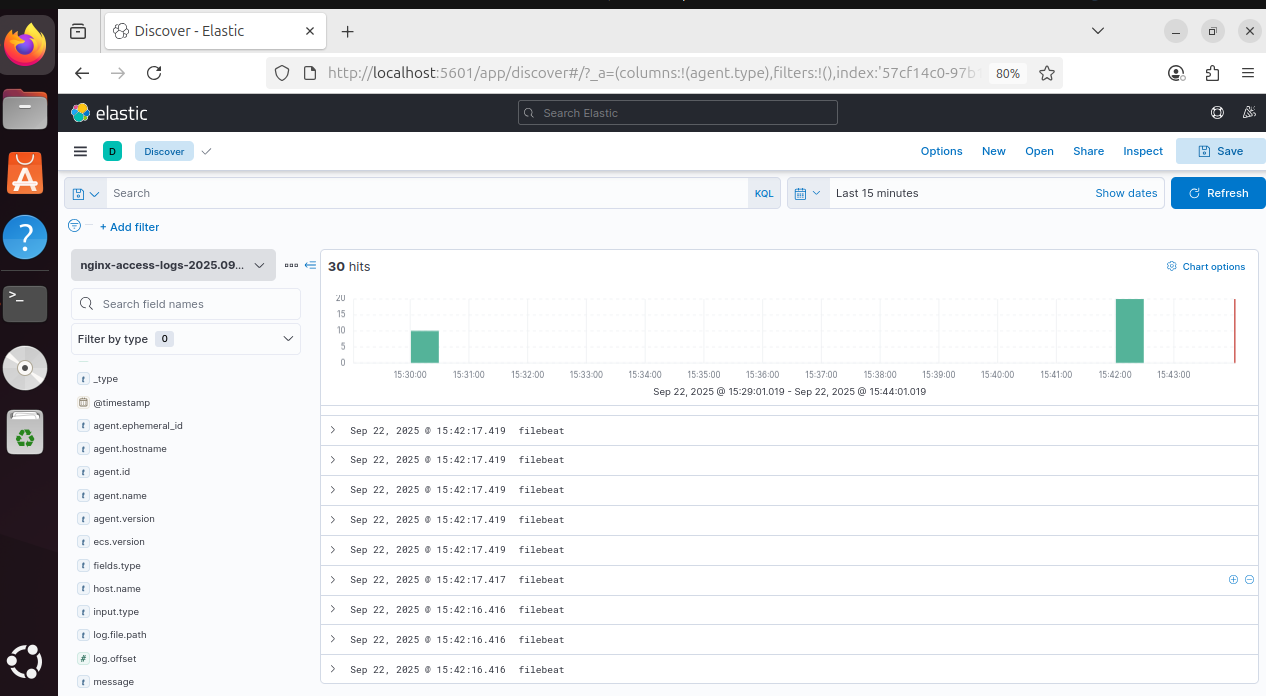 Discover - Elastic
http://localhost:5601/app/discover#/?_a=(columns:!(agent.type),filters:!(),index:'57cf14c0-97b
80%
elastic
Search Elastic
D
Discover
Options
New
Open
Share
Inspect
Save
Search
KQL
Last 15 minutes
Show dates
Refresh
+ Add filter
nginx-access-logs-2025.09...
30 hits
Chart options
Search field names
Filter by type 0
20
15
10
5
0
15:30:00 15:31:00 15:32:00 15:33:00 15:34:00 15:35:00 15:36:00 15:37:00 15:38:00 15:39:00 15:40:00 15:41:00 15:42:00 15:43:00
Sep 22, 2025 @ 15:29:01.019 - Sep 22, 2025 @ 15:44:01.019
t _type
@timestamp
t agent.ephemeral_id
t agent.hostname
t agent.id
t agent.name
t agent.version
t ecs.version
t fields.type
t host.name
t input.type
t log.file.path
# log.offset
t message
Sep 22, 2025 @ 15:42:17.419 filebeat
Sep 22, 2025 @ 15:42:17.419 filebeat
Sep 22, 2025 @ 15:42:17.419 filebeat
Sep 22, 2025 @ 15:42:17.419 filebeat
Sep 22, 2025 @ 15:42:17.419 filebeat
Sep 22, 2025 @ 15:42:17.417 filebeat
Sep 22, 2025 @ 15:42:16.416 filebeat
Sep 22, 2025 @ 15:42:16.416 filebeat
Sep 22, 2025 @ 15:42:16.416 filebeat